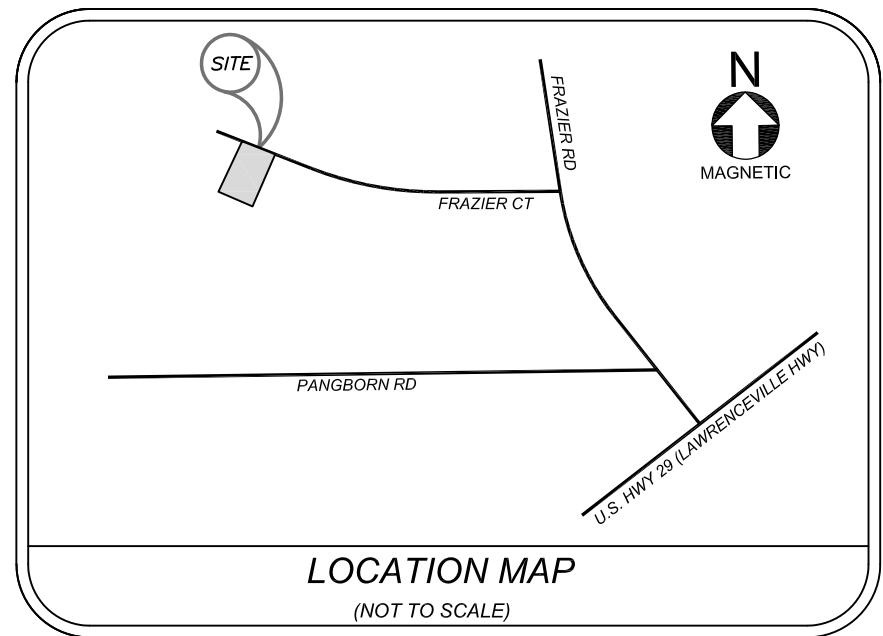 SITE
FRAZIER RD
N
MAGNETIC
FRAZIER CT
PANGBORN RD
U.S. HWY 29 (LAWRENCEVILLE HWY)
LOCATION MAP
(NOT TO SCALE)